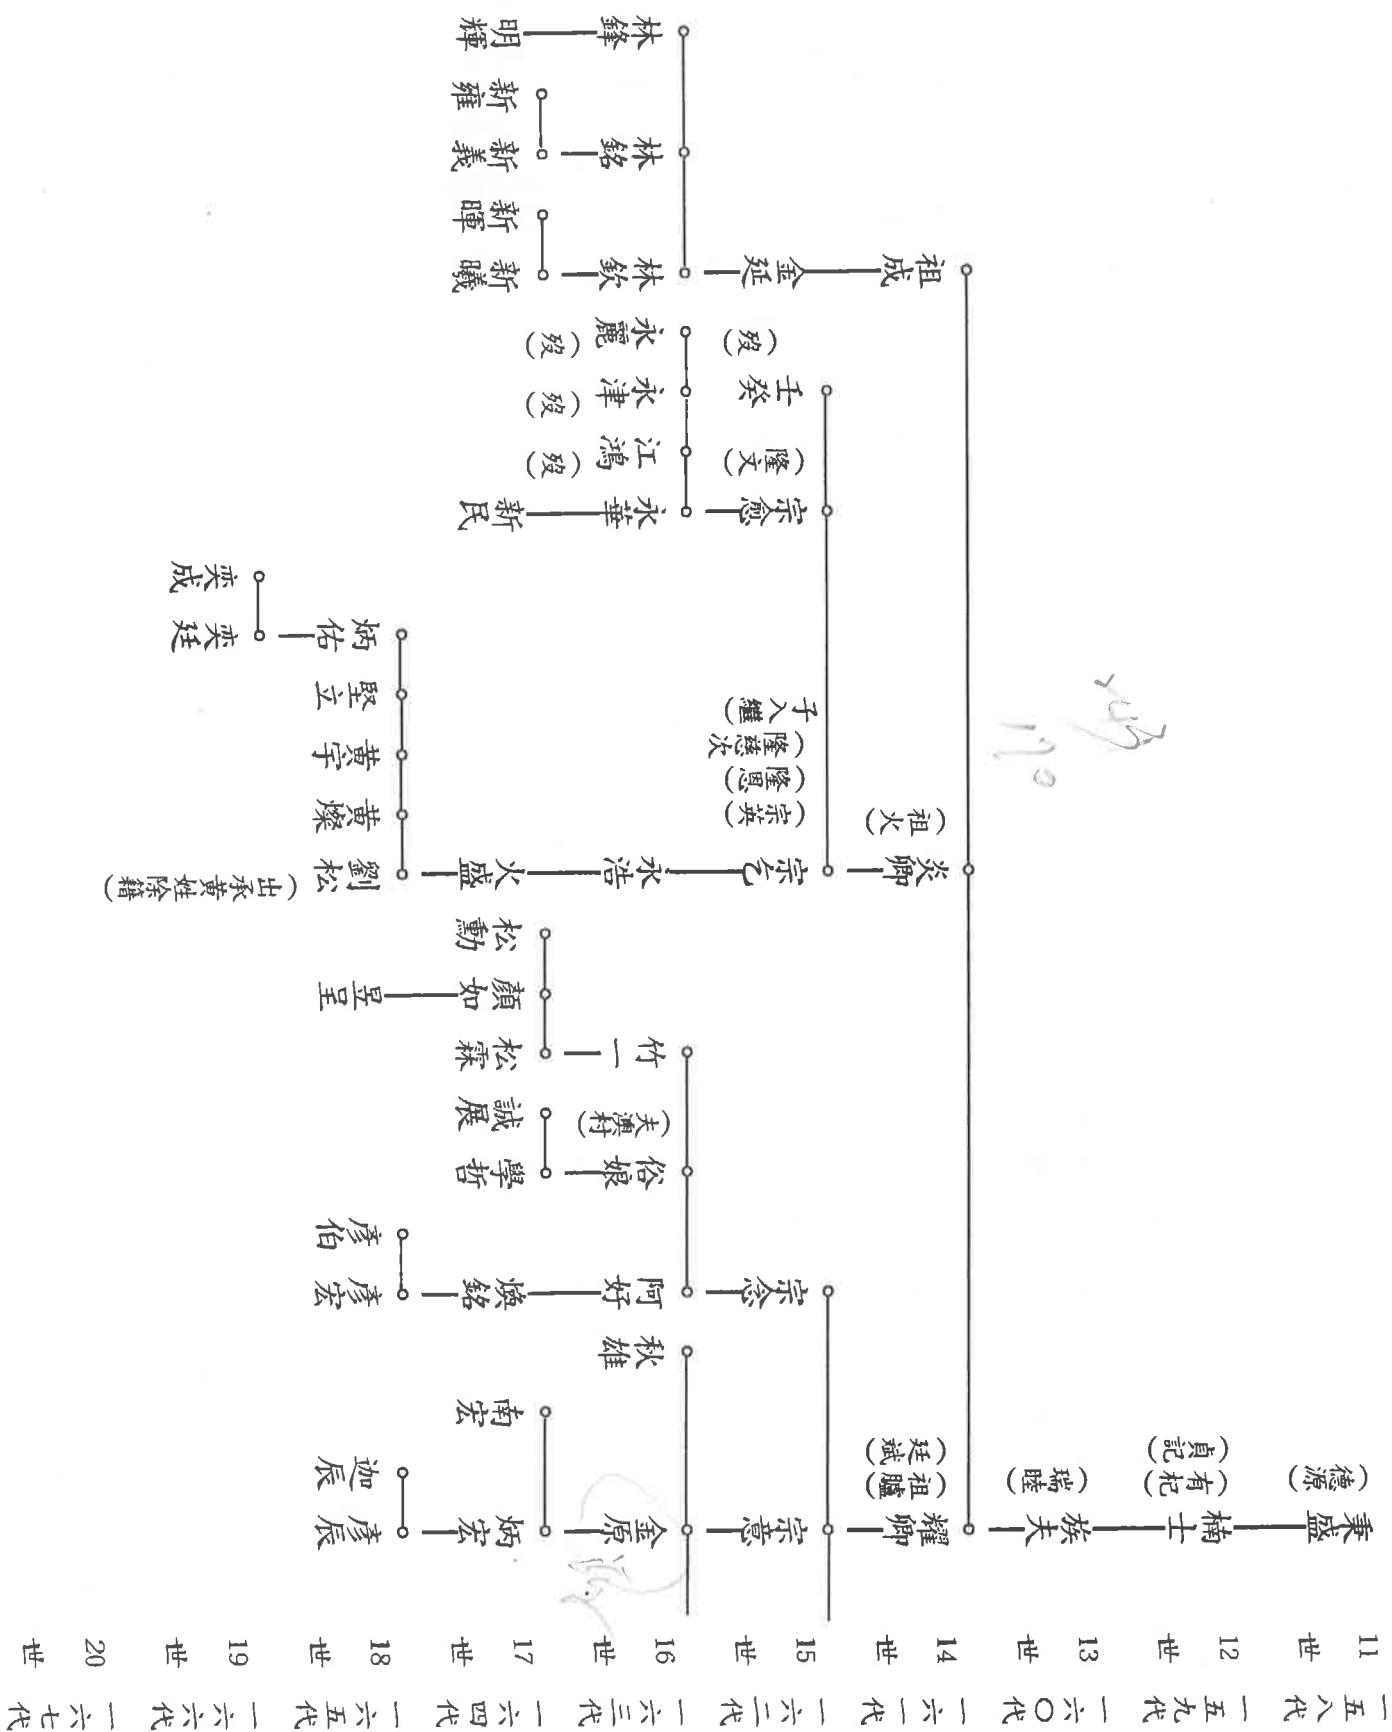 11世 一五八代
秉盛
(德源)
12世 一五九代
楠士
(有杞)
(貞記)
13世 一六〇代
族夫
(瑞睦)
14世 一六一代
耀卿
(祖臚)
(廷斌)
炎卿
(祖火)
祖成
15世 一六二代
宗意
宗念
宗乞
(宗英)
(隆恩)
(隆慈次
子入繼)
宗愈
(隆文)
壬癸
(歿)
金延
16世 一六三代
金原
秋雄
阿好
俗娘
(夫澳村)
竹一
永浩
永華
江鴻
(歿)
永津
(歿)
永麗
(歿)
林欽
林銘
林鋒
17世 一六四代
炳宏
南宏
煥銘
學哲
誠展
松霖
顏如
松勳
火盛
新民
新曦
新暉
新義
新雍
明輝
18世 一六五代
彥辰
迦辰
彥宏
彥伯
昱呈
劉松
(出承黃姓除籍)
黃燦
黃宇
堅立
炳佑
19世 一六六代
奕廷
奕成
20世 一六七代